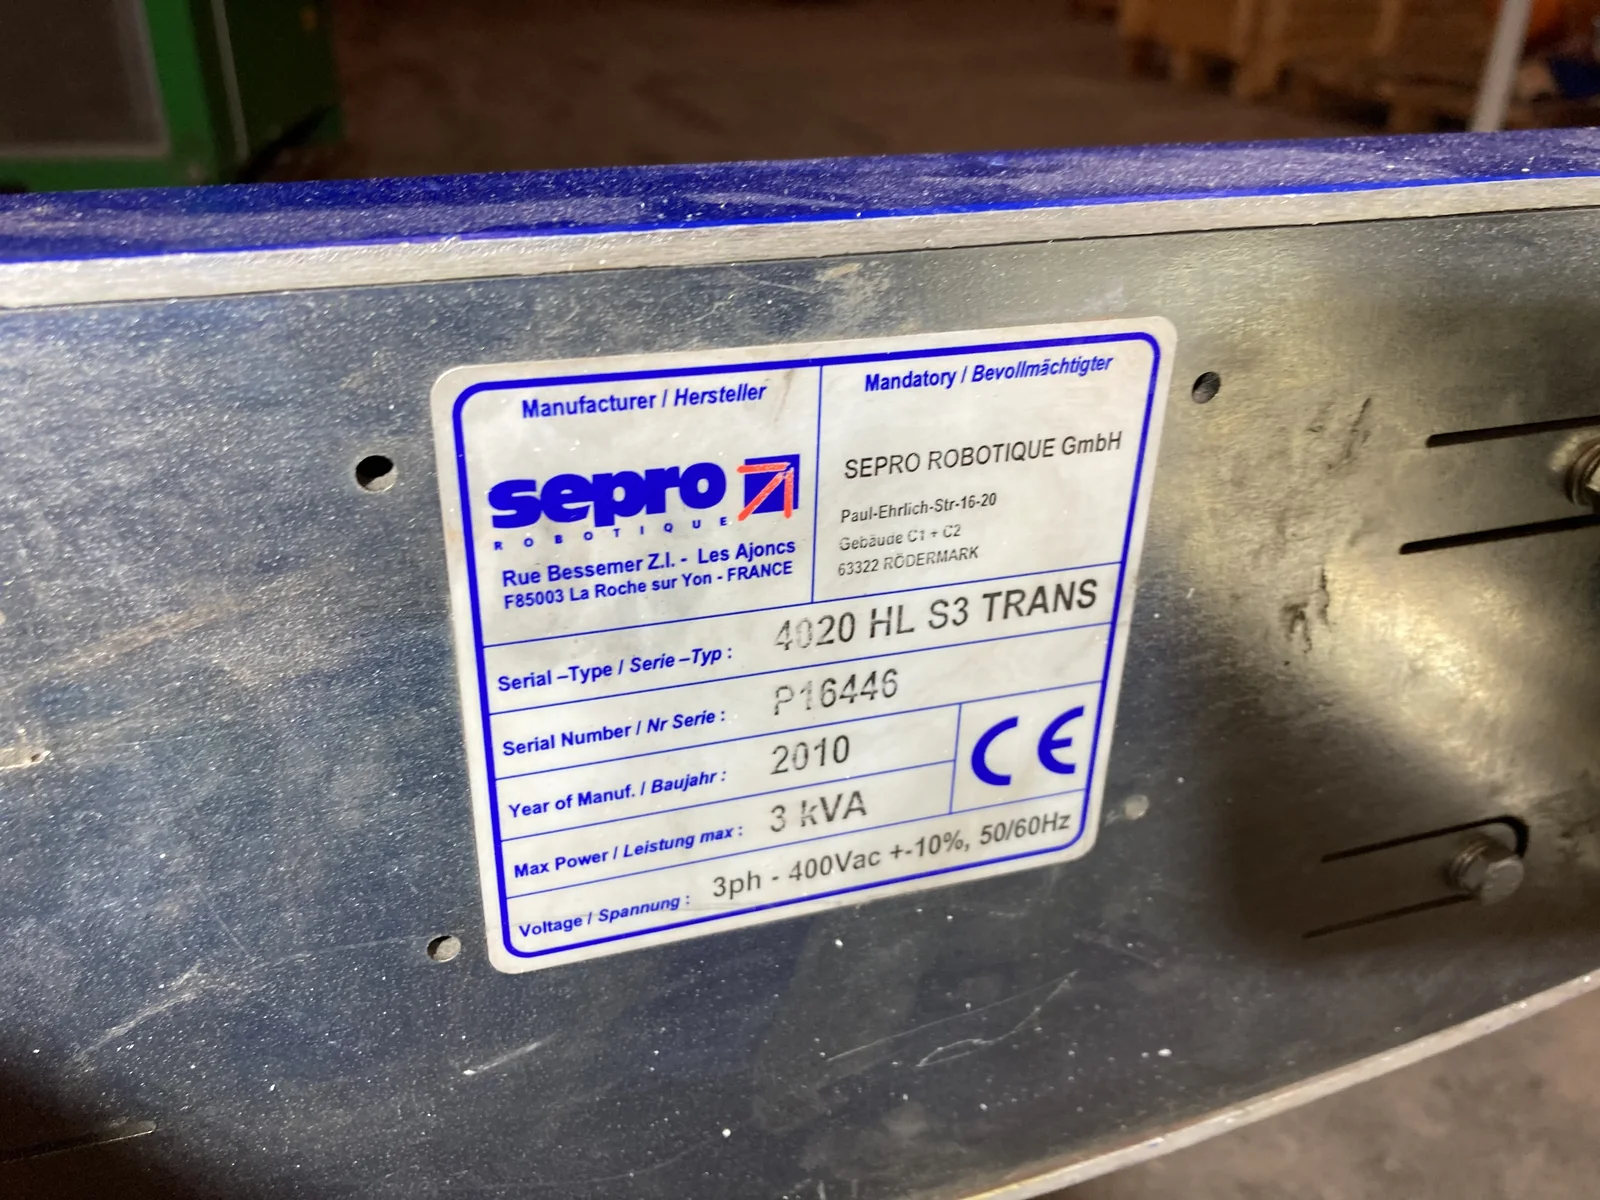 Manufacturer / Hersteller
sepro
ROBOTIQUE
Rue Bessemer Z.I. - Les Ajoncs
F85003 La Roche sur Yon - FRANCE
Mandatory / Bevollmächtigter
SEPRO ROBOTIQUE GmbH
Paul-Ehrlich-Str-16-20
Gebäude C1 + C2
63322 RÖDERMARK
Serial –Type / Serie –Typ : 4020 HL S3 TRANS
Serial Number / Nr Serie : P16446
Year of Manuf. / Baujahr : 2010
Max Power / Leistung max : 3 kVA
CE
Voltage / Spannung : 3ph - 400Vac +-10%, 50/60Hz